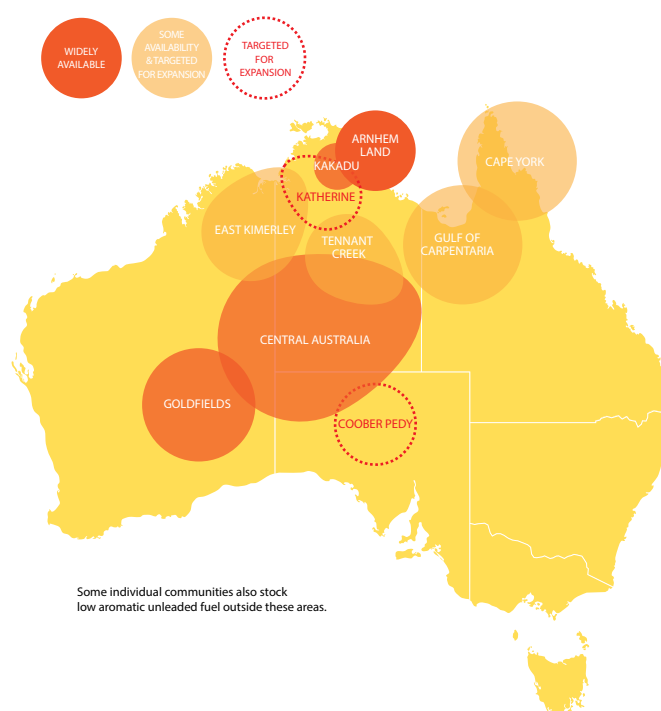 WIDELY
AVAILABLE
SOME
AVAILABILITY
& TARGETED
FOR EXPANSION
TARGETED
FOR
EXPANSION
ARNHEM
LAND
KAKADU
CAPE YORK
KATHERINE
EAST KIMERLEY
TENNANT
CREEK
GULF OF
CARPENTARIA
CENTRAL AUSTRALIA
GOLDFIELDS
COOBER PEDY
Some individual communities also stock
low aromatic unleaded fuel outside these areas.